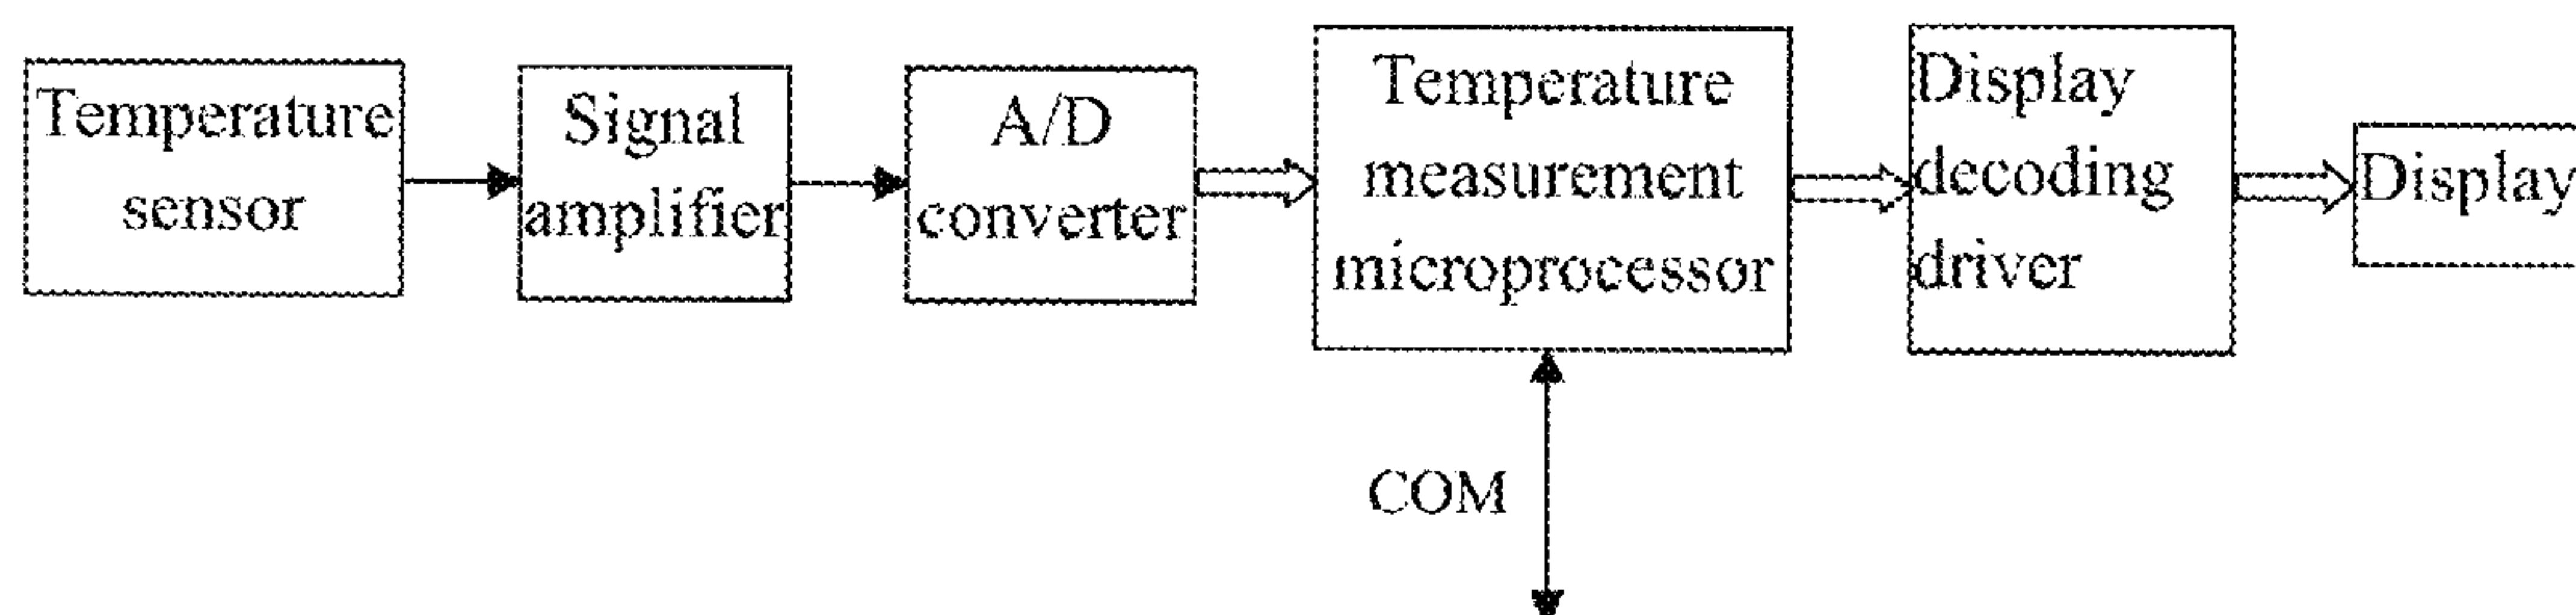 Temperature
sensor
Signal
amplifier
A/D
converter
Temperature
measurement
microprocessor
Display
decoding
driver
Display
COM